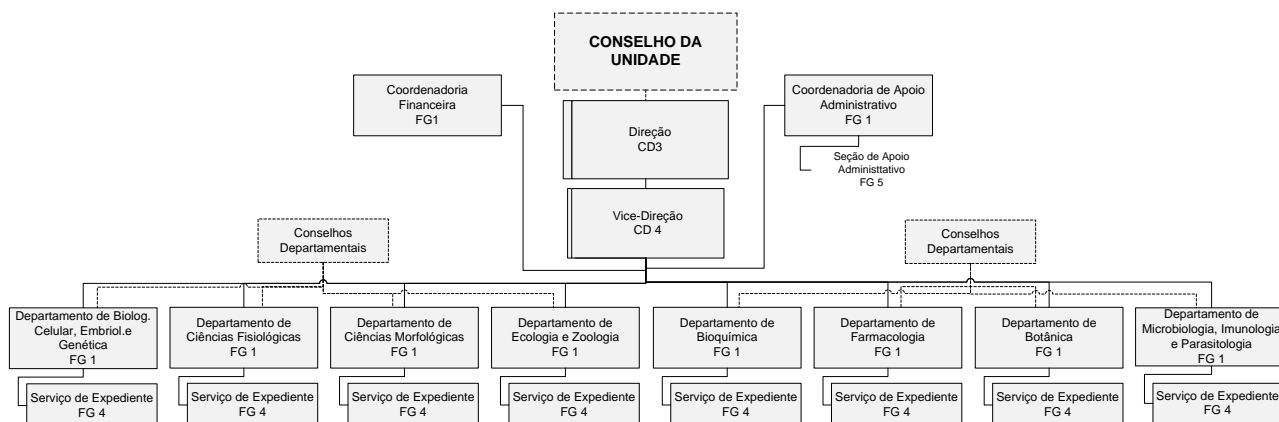 CONSELHO DA
UNIDADE
Coordenadoria
Financeira
FG1
Coordenadoria de Apoio
Administrativo
FG 1
Direção
CD3
Seção de Apoio
Administtativo
FG 5
Vice-Direção
CD 4
Conselhos
Departamentais
Conselhos
Departamentais
Departamento de Biolog.
Celular, Embriol.e
Genética
FG 1
Departamento de
Ciências Fisiológicas
FG 1
Departamento de
Ciências Morfológicas
FG 1
Departamento de
Ecologia e Zoologia
FG 1
Departamento de
Bioquímica
FG 1
Departamento de
Farmacologia
FG 1
Departamento de
Botânica
FG 1
Departamento de
Microbiologia, Imunologia
e Parasitologia
FG 1
Serviço de Expediente
FG 4
Serviço de Expediente
FG 4
Serviço de Expediente
FG 4
Serviço de Expediente
FG 4
Serviço de Expediente
FG 4
Serviço de Expediente
FG 4
Serviço de Expediente
FG 4
Serviço de Expediente
FG 4